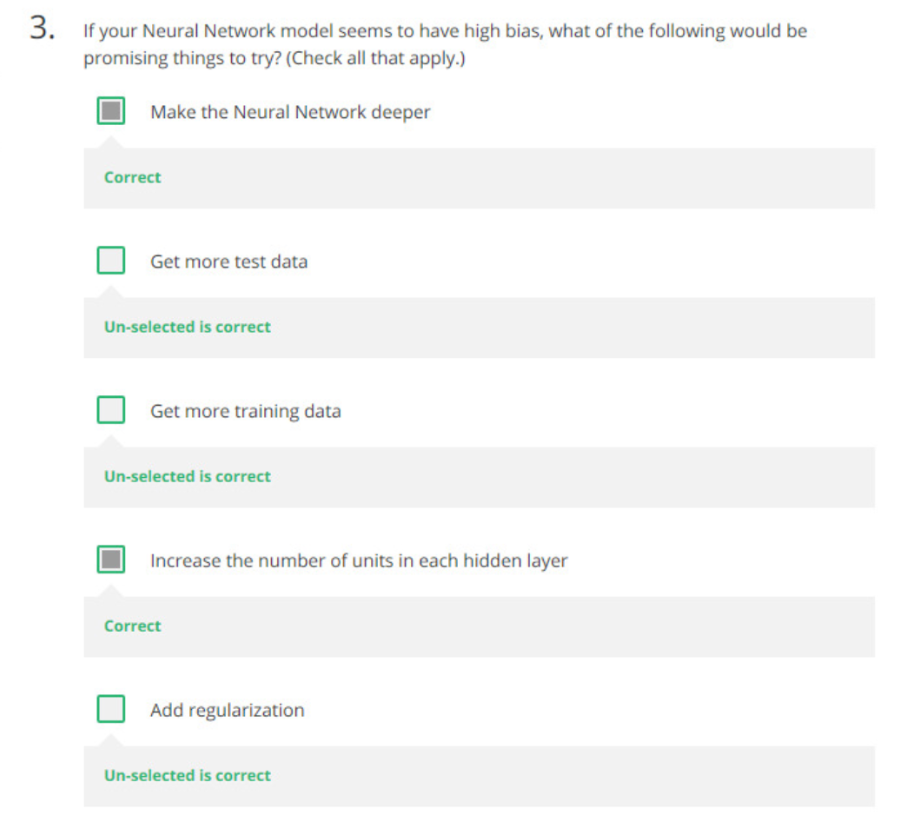 3. If your Neural Network model seems to have high bias, what of the following would be
promising things to try? (Check all that apply.)
Make the Neural Network deeper
Correct
Get more test data
Un-selected is correct
Get more training data
Un-selected is correct
Increase the number of units in each hidden layer
Correct
Add regularization
Un-selected is correct